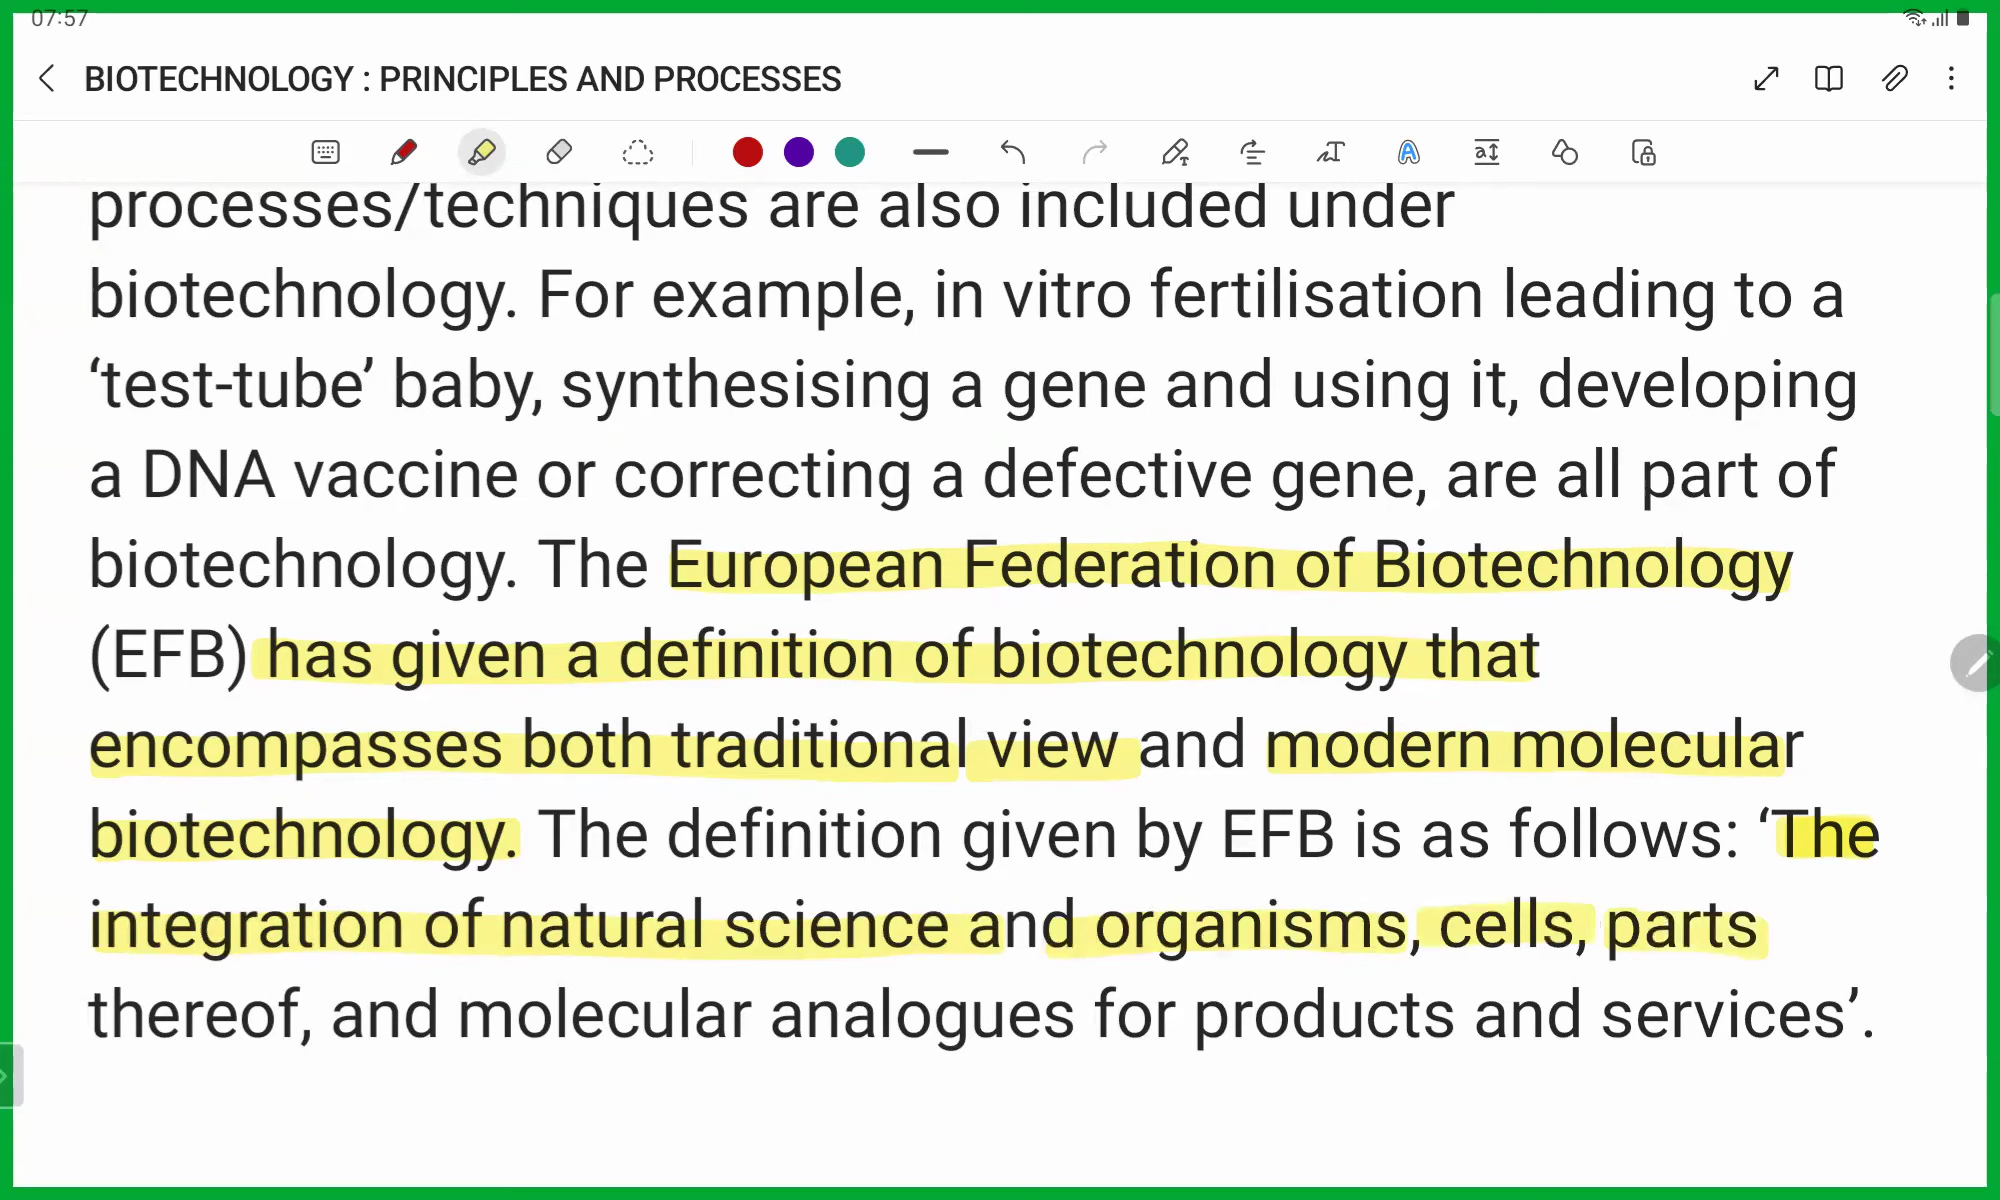 07:57
BIOTECHNOLOGY : PRINCIPLES AND PROCESSES
processes/techniques are also included under
biotechnology. For example, in vitro fertilisation leading to a
‘test-tube’ baby, synthesising a gene and using it, developing
a DNA vaccine or correcting a defective gene, are all part of
biotechnology. The European Federation of Biotechnology
(EFB) has given a definition of biotechnology that
encompasses both traditional view and modern molecular
biotechnology. The definition given by EFB is as follows: ‘The
integration of natural science and organisms, cells, parts
thereof, and molecular analogues for products and services’.